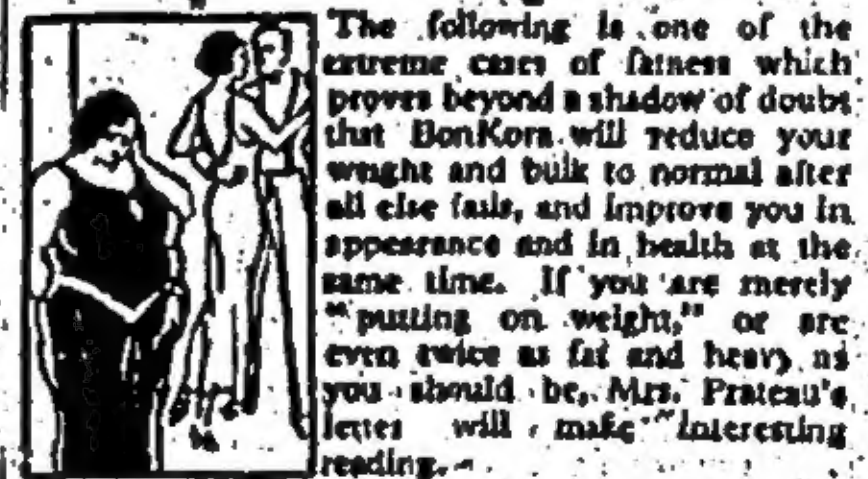 The following is one of the
extreme cases of fatness which
proves beyond a shadow of doubt
that BonKora will reduce your
weight and bulk to normal after
all else fails, and improve you in
appearance and in health at the
same time. If you are merely
"putting on weight," or are
even twice as fat and heavy as
you should be, Mrs. Prateau's
letter will make interesting
reading.